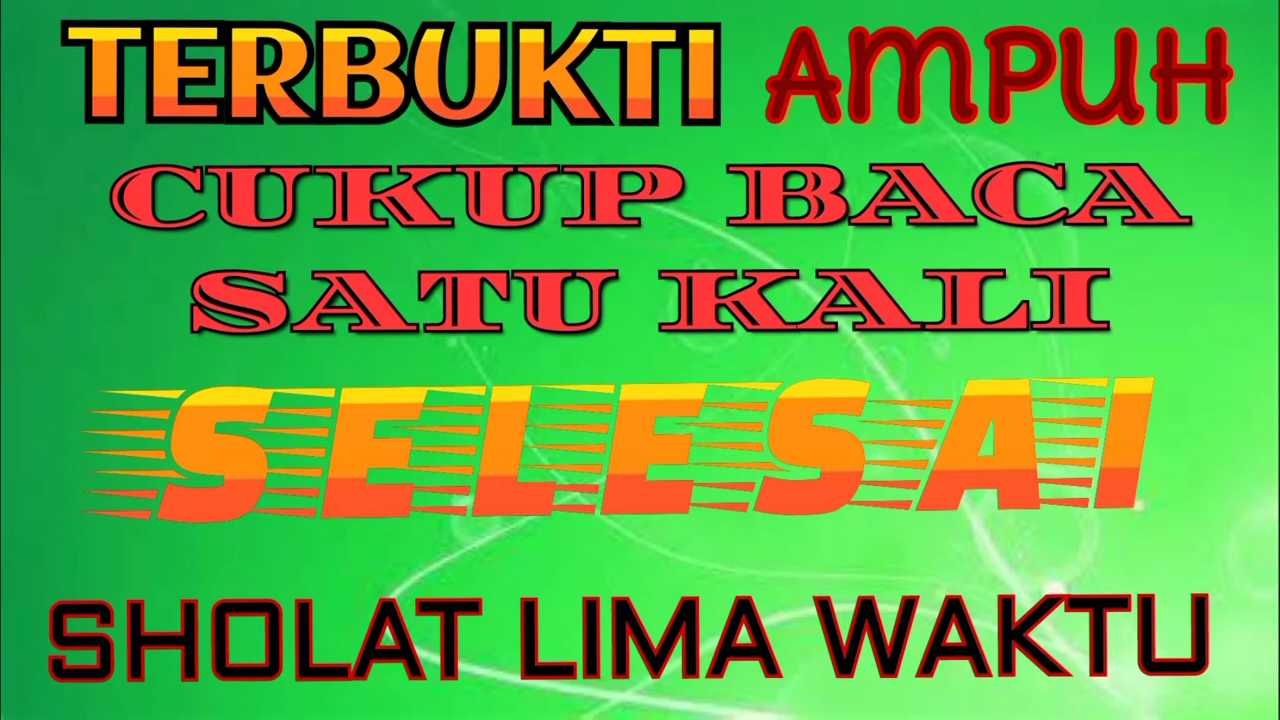 TERBUKTI AMPUH
CUKUP BACA
SATU KALI
SELESAI
SHOLAT LIMA WAKTU